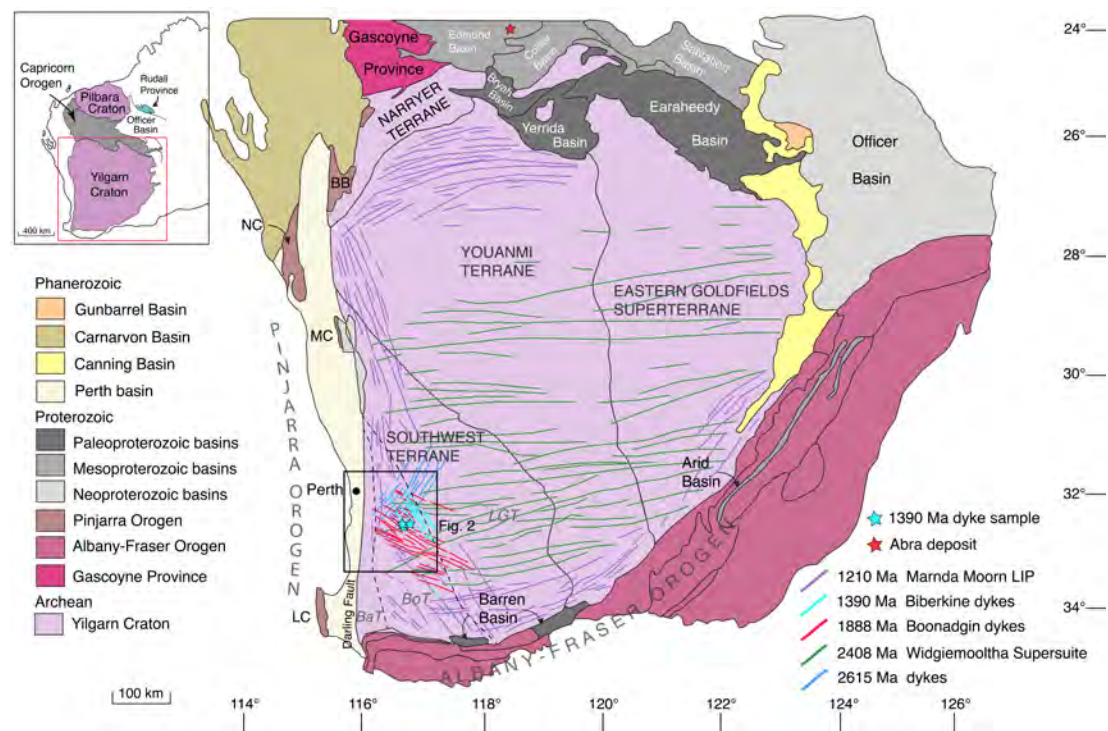 Capricorn
Orogen
Pilbara
Craton
Rudall
Province
Officer
Basin
Yilgarn
Craton
400 km
Phanerozoic
Gunbarrel Basin
Carnarvon Basin
Canning Basin
Perth basin
Proterozoic
Paleoproterozoic basins
Mesoproterozoic basins
Neoproterozoic basins
Pinjarra Orogen
Albany-Fraser Orogen
Gascoyne Province
Archean
Yilgarn Craton
100 km
Gascoyne
Province
Edmond
Basin
Collier
Basin
Salvation
Basin
Bryah
Basin
NARRYER
TERRANE
Yerrida
Basin
Earaheedy
Basin
Officer
Basin
BB
NC
MC
LC
YOUANMI
TERRANE
EASTERN GOLDFIELDS
SUPERTERRANE
SOUTHWEST
TERRANE
PINJARRA OROGEN
Perth
Fig. 2
LGT
BoT
BaT
Darling Fault
Arid
Basin
Barren
Basin
ALBANY-FRASER OROGEN
24°
26°
28°
30°
32°
34°
114°
116°
118°
120°
122°
124°
126°
1390 Ma dyke sample
Abra deposit
1210 Ma Marnda Moorn LIP
1390 Ma Biberkine dykes
1888 Ma Boonadgin dykes
2408 Ma Widgiemooltha Supersuite
2615 Ma dykes